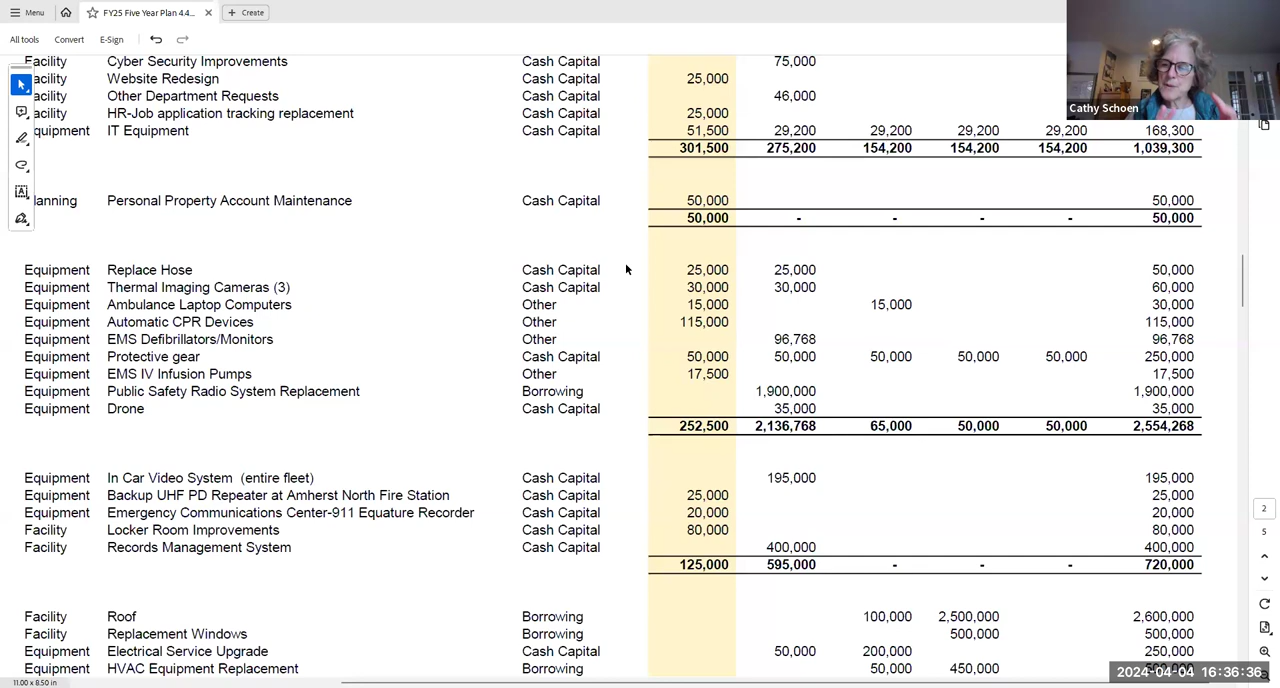 Menu FY25 Five Year Plan 4.4... Create
All tools Convert E-Sign
Facility Cyber Security Improvements Cash Capital 75,000
acility Website Redesign Cash Capital 25,000
acility Other Department Requests Cash Capital 46,000
acility HR-Job application tracking replacement Cash Capital 25,000
quipment IT Equipment Cash Capital 51,500 29,200 29,200 29,200 29,200 168,300
301,500 275,200 154,200 154,200 154,200 1,039,300
Cathy Schoen
anning Personal Property Account Maintenance Cash Capital 50,000 50,000
50,000 - - - - 50,000
Equipment Replace Hose Cash Capital 25,000 25,000 50,000
Equipment Thermal Imaging Cameras (3) Cash Capital 30,000 30,000 60,000
Equipment Ambulance Laptop Computers Other 15,000 15,000 30,000
Equipment Automatic CPR Devices Other 115,000 115,000
Equipment EMS Defibrillators/Monitors Other 96,768 96,768
Equipment Protective gear Cash Capital 50,000 50,000 50,000 50,000 50,000 250,000
Equipment EMS IV Infusion Pumps Other 17,500 17,500
Equipment Public Safety Radio System Replacement Borrowing 1,900,000 1,900,000
Equipment Drone Cash Capital 35,000 35,000
252,500 2,136,768 65,000 50,000 50,000 2,554,268
Equipment In Car Video System (entire fleet) Cash Capital 195,000 195,000
Equipment Backup UHF PD Repeater at Amherst North Fire Station Cash Capital 25,000 25,000
Equipment Emergency Communications Center-911 Equature Recorder Cash Capital 20,000 20,000
Facility Locker Room Improvements Cash Capital 80,000 80,000
Facility Records Management System Cash Capital 400,000 400,000
125,000 595,000 - - - 720,000
2
5
Facility Roof Borrowing 100,000 2,500,000 2,600,000
Facility Replacement Windows Borrowing 500,000 500,000
Equipment Electrical Service Upgrade Cash Capital 50,000 200,000 250,000
Equipment HVAC Equipment Replacement Borrowing 50,000 450,000
2024-04-04 16:36:36
11.00 x 8.50 in